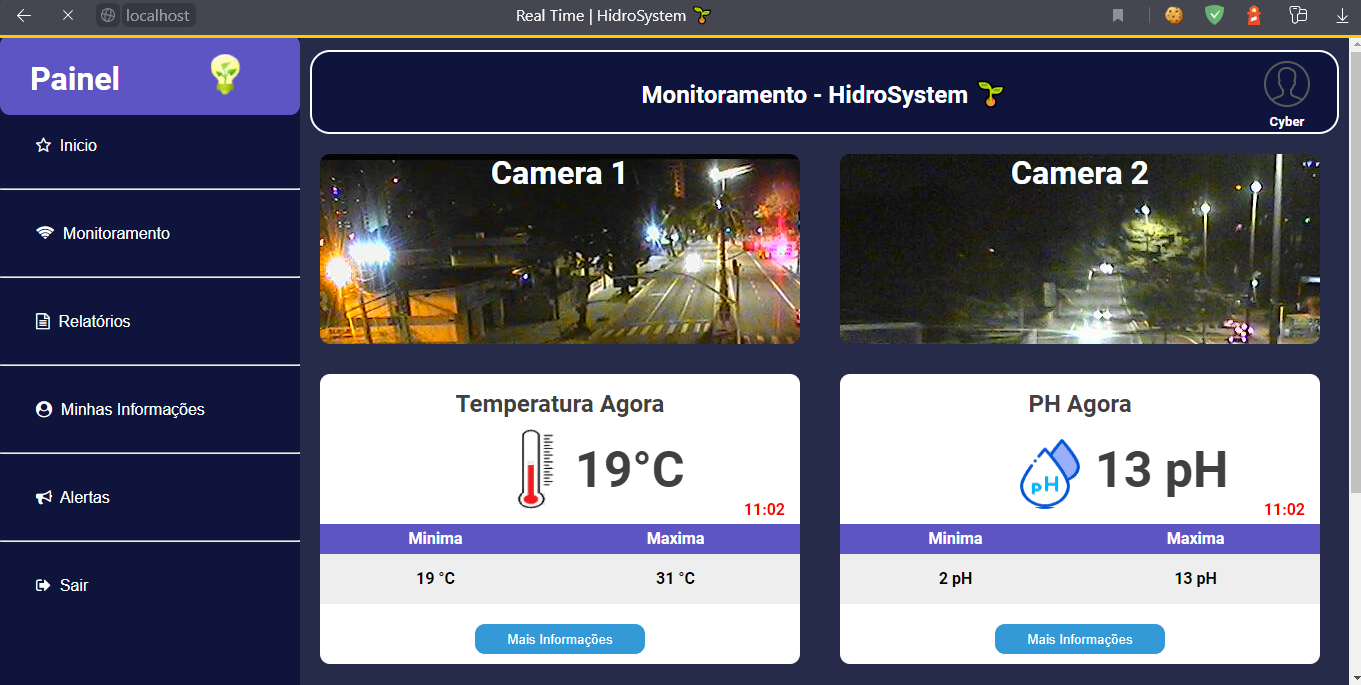 localhost
Real Time | HidroSystem
Painel
Inicio
Monitoramento
Relatórios
Minhas Informações
Alertas
Sair
Monitoramento - HidroSystem
Cyber
Camera 1
Camera 2
Temperatura Agora
19°C
11:02
Minima Maxima
19 °C 31 °C
Mais Informações
PH Agora
pH
13 pH
11:02
Minima Maxima
2 pH 13 pH
Mais Informações